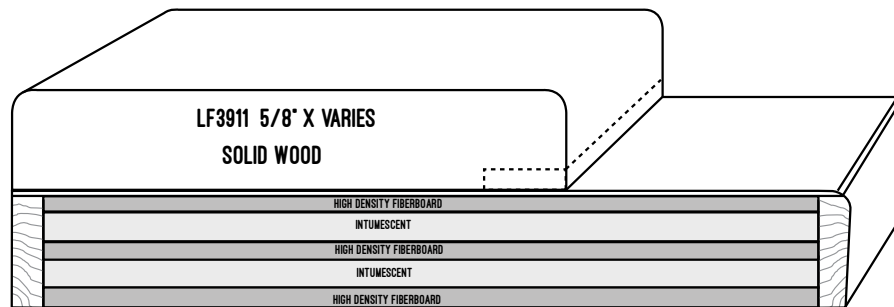 LF3911 5/8" X VARIES
SOLID WOOD
HIGH DENSITY FIBERBOARD
INTUMESCENT
HIGH DENSITY FIBERBOARD
INTUMESCENT
HIGH DENSITY FIBERBOARD